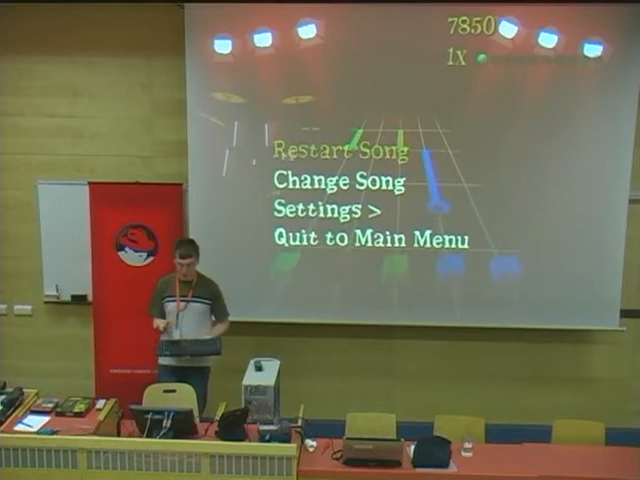 7850
1x
Restart Song
Change Song
Settings >
Quit to Main Menu